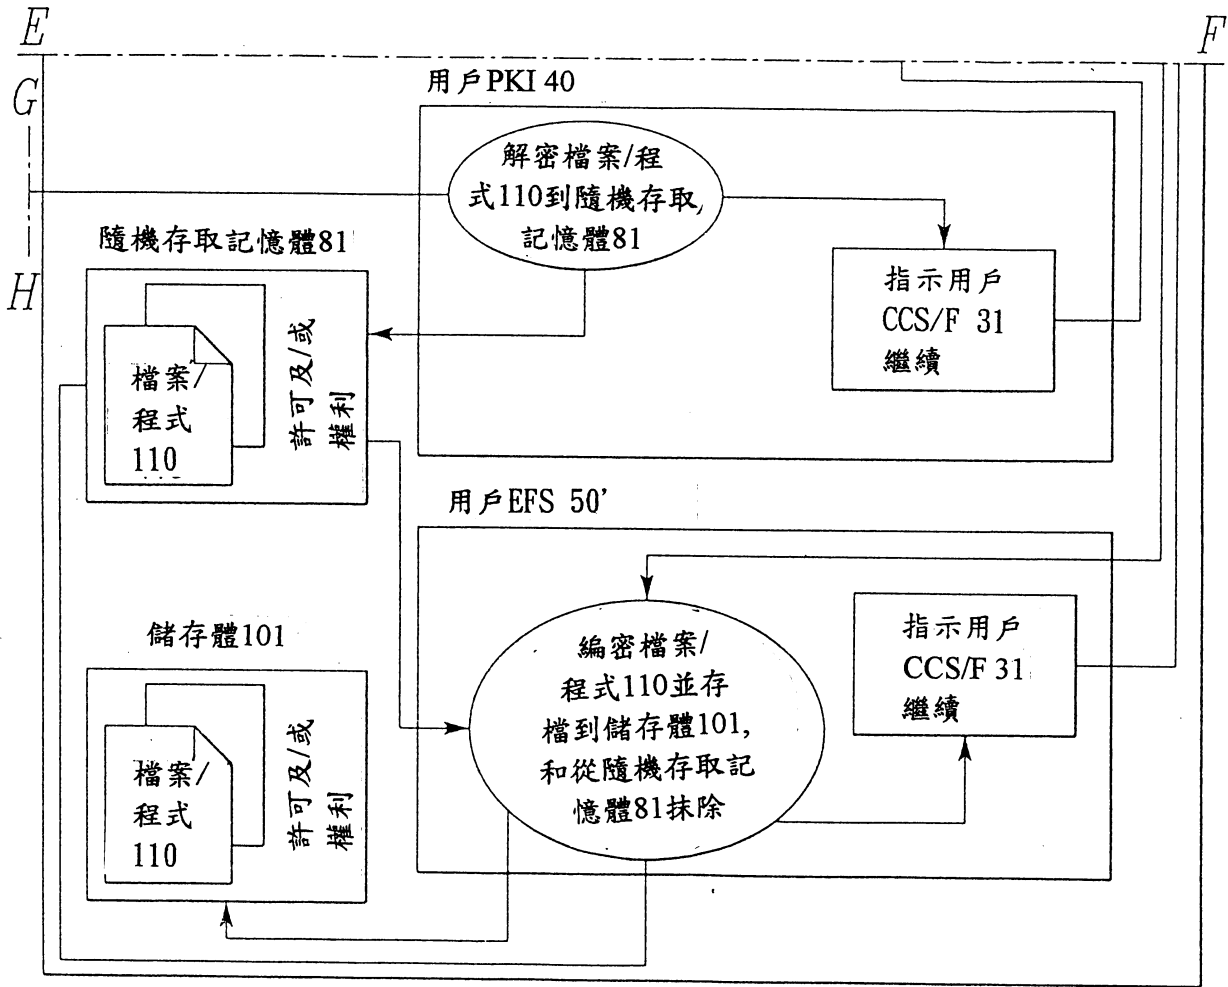 E
F
G
H
用戶PKI 40
解密檔案/程
式110到隨機存取
記憶體81
指示用戶
CCS/F 31
繼續
隨機存取記憶體81
檔案/
程式
110
許可及/或
權利
用戶EFS 50'
編密檔案/
程式110並存
檔到儲存體101,
和從隨機存取記
憶體81抹除
指示用戶
CCS/F 31
繼續
儲存體101
檔案/
程式
110
許可及/或
權利